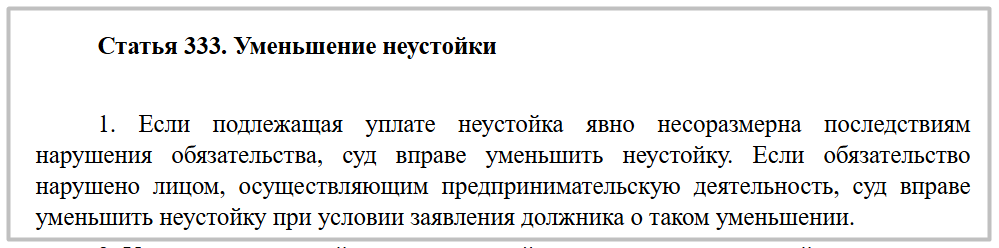 Статья 333. Уменьшение неустойки
1. Если подлежащая уплате неустойка явно несоразмерна последствиям
нарушения обязательства, суд вправе уменьшить неустойку. Если обязательство
нарушено лицом, осуществляющим предпринимательскую деятельность, суд вправе
уменьшить неустойку при условии заявления должника о таком уменьшении.